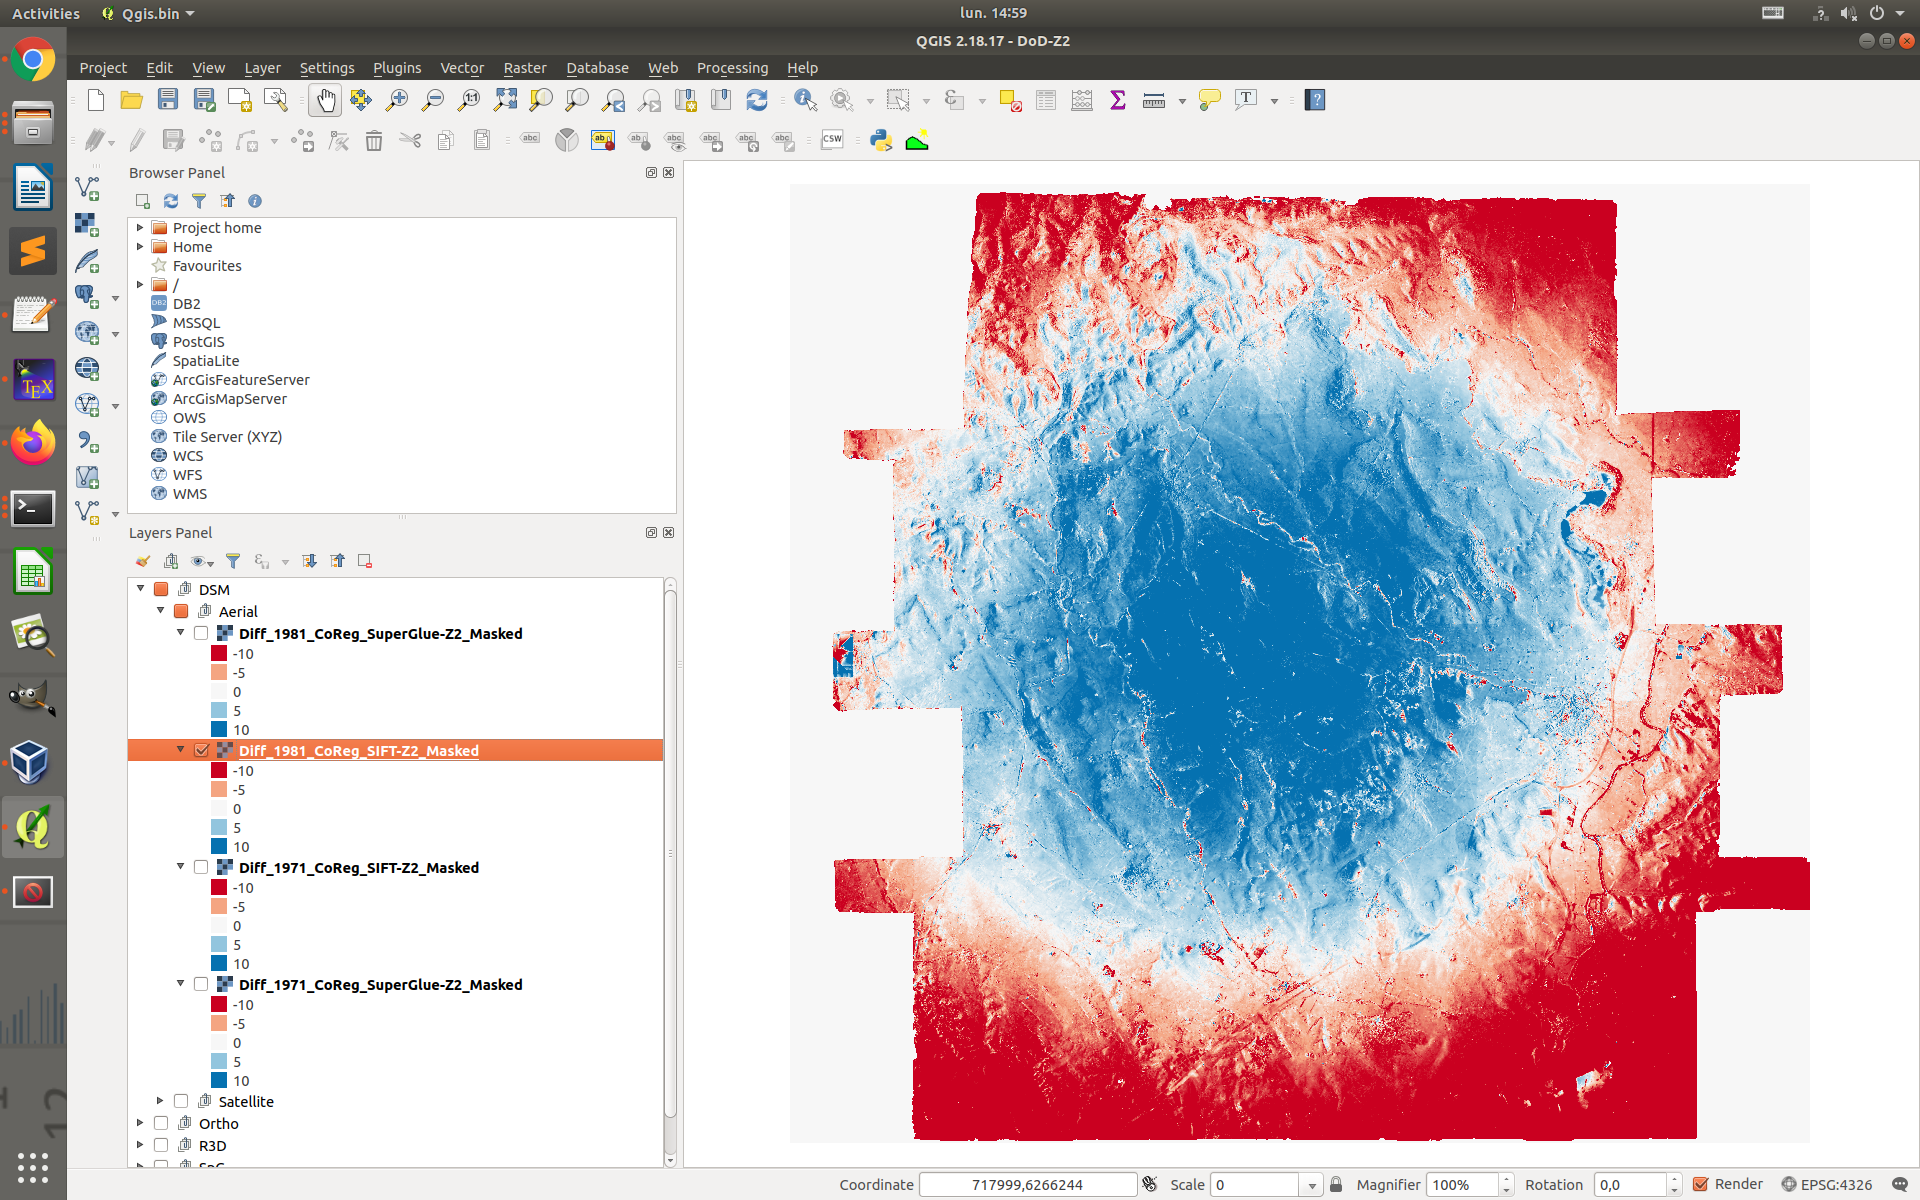 Activities Qgis.bin lun. 14:59
QGIS 2.18.17 - DoD-Z2
Project Edit View Layer Settings Plugins Vector Raster Database Web Processing Help
Browser Panel
Project home
Home
Favourites
/
DB2
MSSQL
PostGIS
SpatiaLite
ArcGisFeatureServer
ArcGisMapServer
OWS
Tile Server (XYZ)
WCS
WFS
WMS
Layers Panel
DSM
Aerial
Diff_1981_CoReg_SuperGlue-Z2_Masked
-10
-5
0
5
10
Diff_1981_CoReg_SIFT-Z2_Masked
-10
-5
0
5
10
Diff_1971_CoReg_SIFT-Z2_Masked
-10
-5
0
5
10
Diff_1971_CoReg_SuperGlue-Z2_Masked
-10
-5
0
5
10
Satellite
Ortho
R3D
Coordinate 717999,6266244 Scale 0 Magnifier 100% Rotation 0,0 Render EPSG:4326